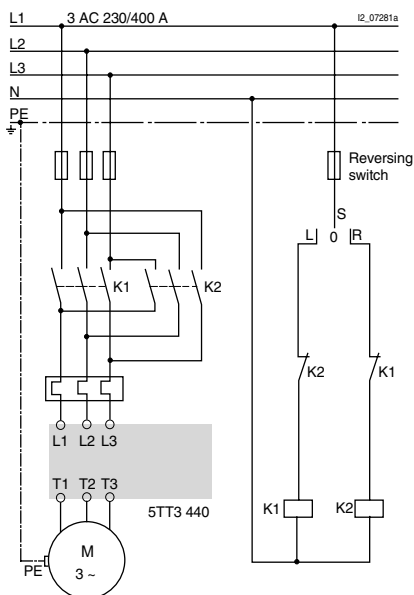 L1 3 AC 230/400 A I2_07281a
L2
L3
N
PE
Reversing
switch
S
L 0 R
K1 K2
K2 K1
L1 L2 L3
T1 T2 T3
5TT3 440
K1 K2
M
3 ~
PE